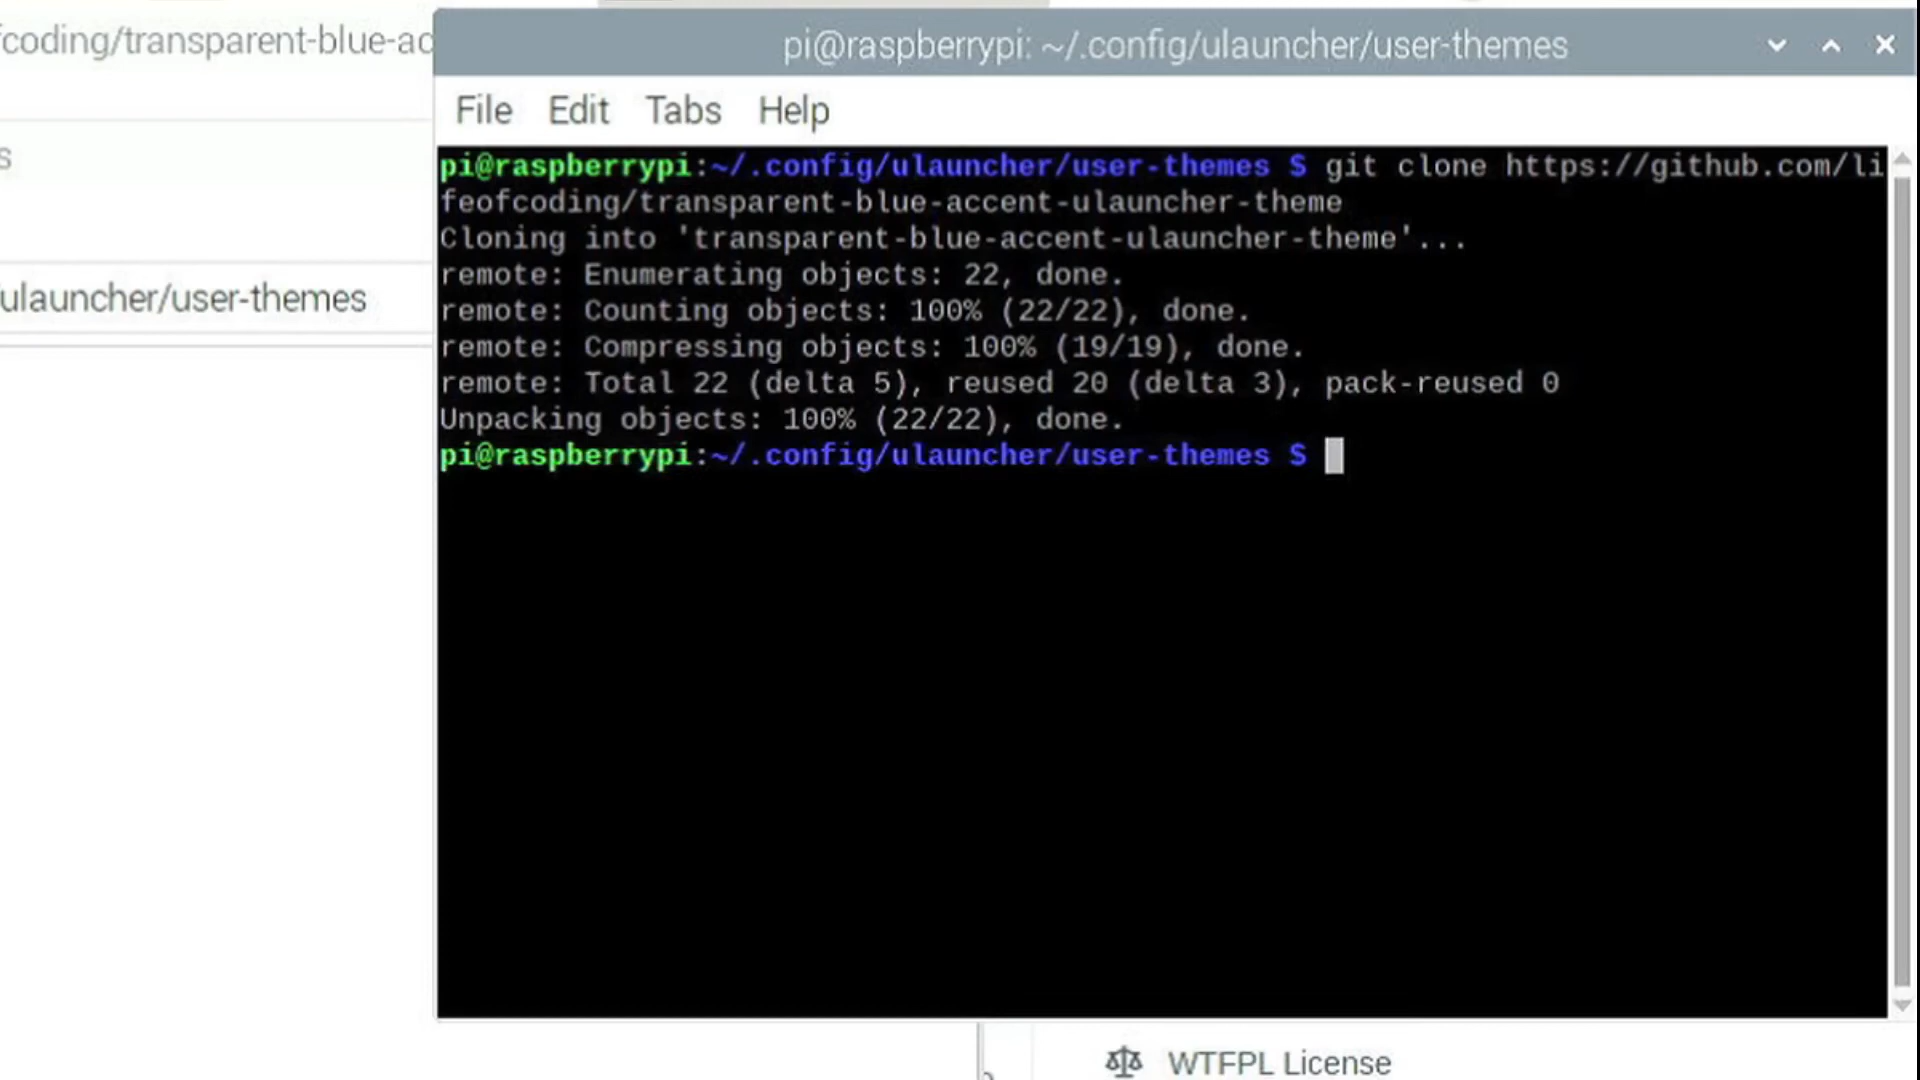 fcoding/transparent-blue-ac
s
ulauncher/user-themes
pi@raspberrypi: ~/.config/ulauncher/user-themes
File Edit Tabs Help
pi@raspberrypi:~/.config/ulauncher/user-themes $ git clone https://github.com/li
feofcoding/transparent-blue-accent-ulauncher-theme
Cloning into 'transparent-blue-accent-ulauncher-theme'...
remote: Enumerating objects: 22, done.
remote: Counting objects: 100% (22/22), done.
remote: Compressing objects: 100% (19/19), done.
remote: Total 22 (delta 5), reused 20 (delta 3), pack-reused 0
Unpacking objects: 100% (22/22), done.
pi@raspberrypi:~/.config/ulauncher/user-themes $
WTFPL License